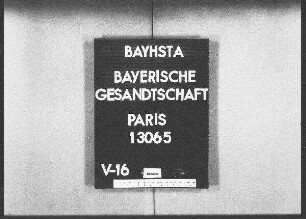 BAYHSTA
BAYERISCHE
GESANDTSCHAFT
PARIS
13065
V-16